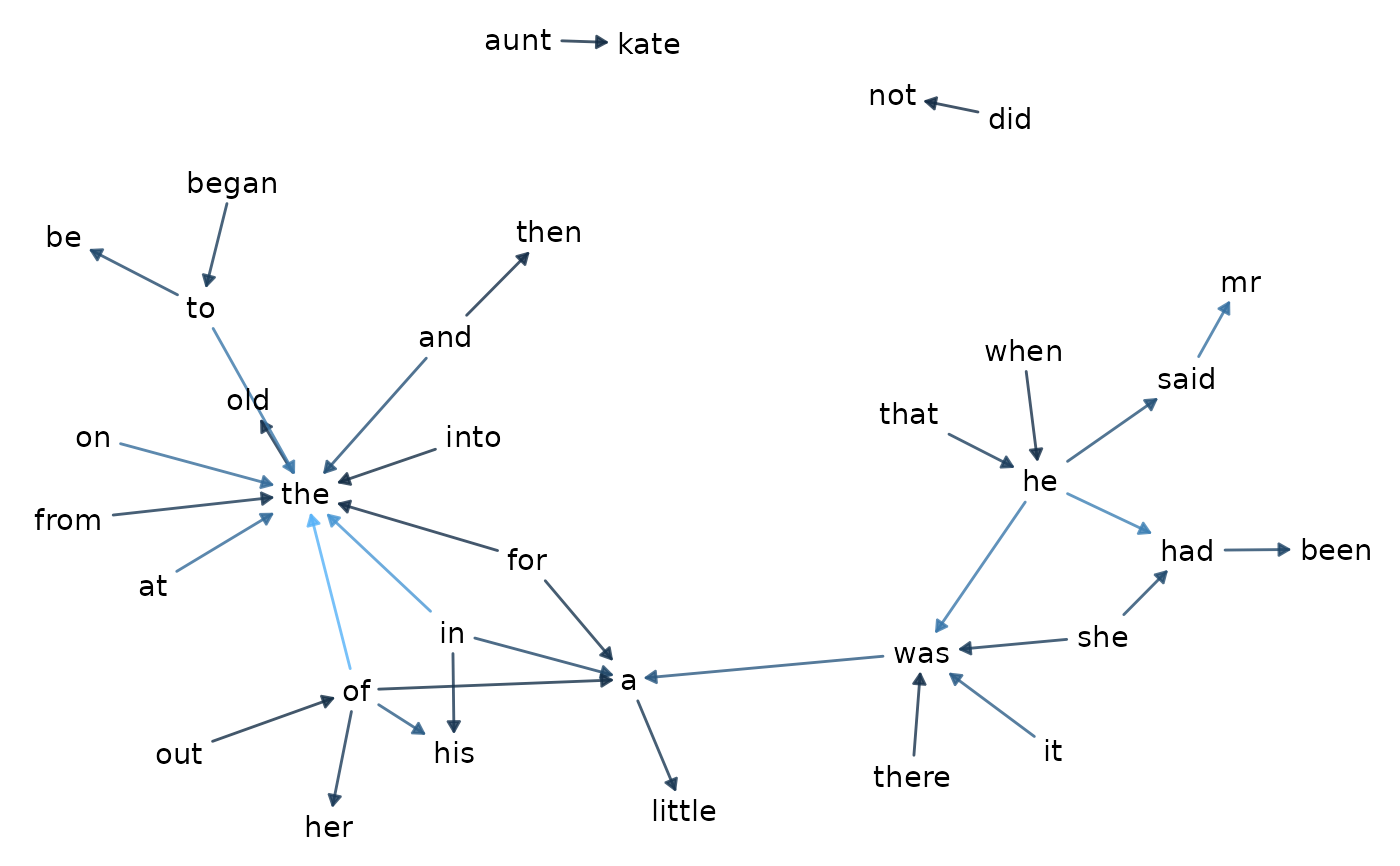 aunt
kate
not
did
began
then
be
mr
to
and
when
said
old
that
on
into
he
the
from
had
been
for
at
in
she
was
of
a
it
out
his
there
little
her